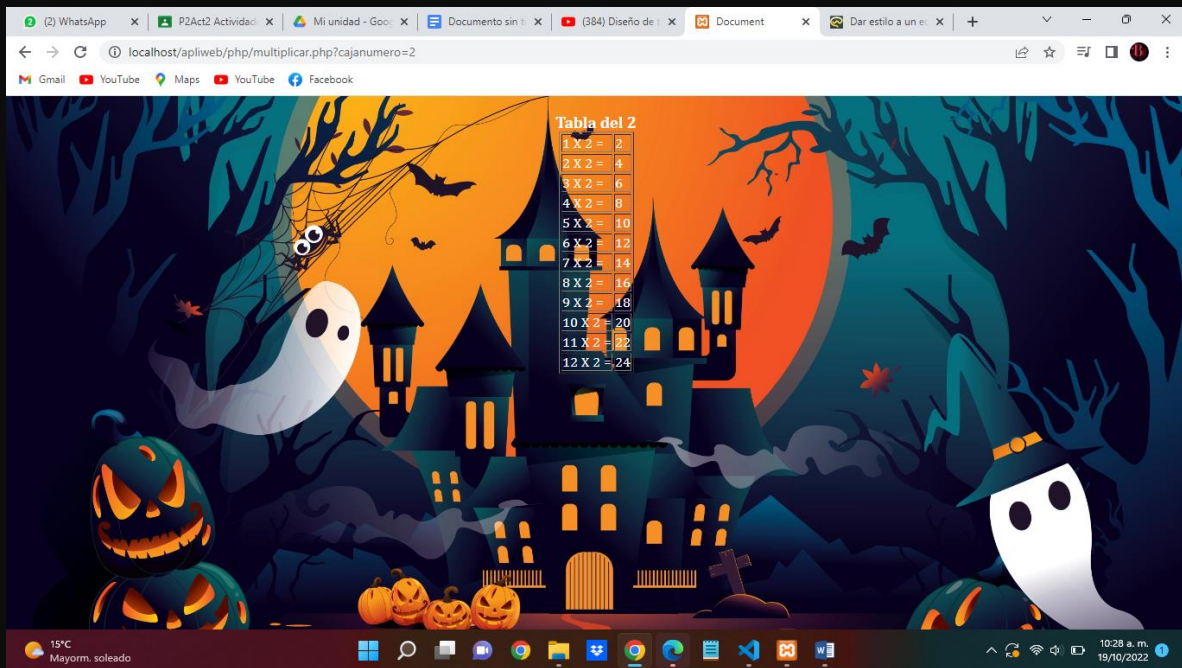 (2) WhatsApp
P2Act2 Actividad
Mi unidad - Goog
Documento sin t
(384) Diseño de t
Document
Dar estilo a un e
localhost/apliweb/php/multiplicar.php?cajanumero=2
Gmail
YouTube
Maps
YouTube
Facebook
Tabla del 2
1 X 2 = 2
2 X 2 = 4
3 X 2 = 6
4 X 2 = 8
5 X 2 = 10
6 X 2 = 12
7 X 2 = 14
8 X 2 = 16
9 X 2 = 18
10 X 2 = 20
11 X 2 = 22
12 X 2 = 24
15°C
Mayorm. soleado
10:28 a. m.
19/10/2022
1